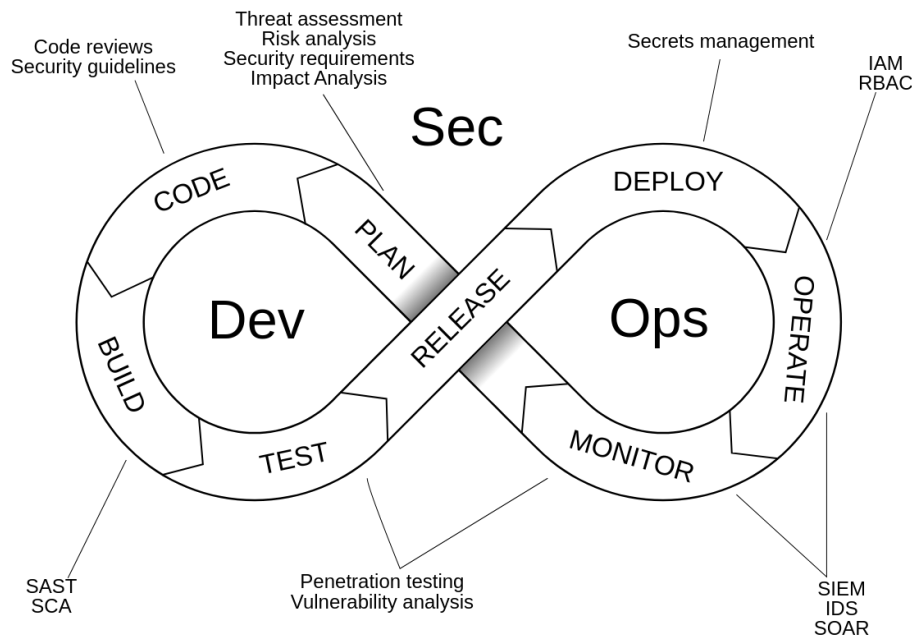 Threat assessment
Risk analysis
Security requirements
Impact Analysis
Code reviews
Security guidelines
Secrets management
IAM
RBAC
Sec
CODE
PLAN
DEPLOY
Dev
RELEASE
Ops
OPERATE
BUILD
TEST
MONITOR
SAST
SCA
Penetration testing
Vulnerability analysis
SIEM
IDS
SOAR